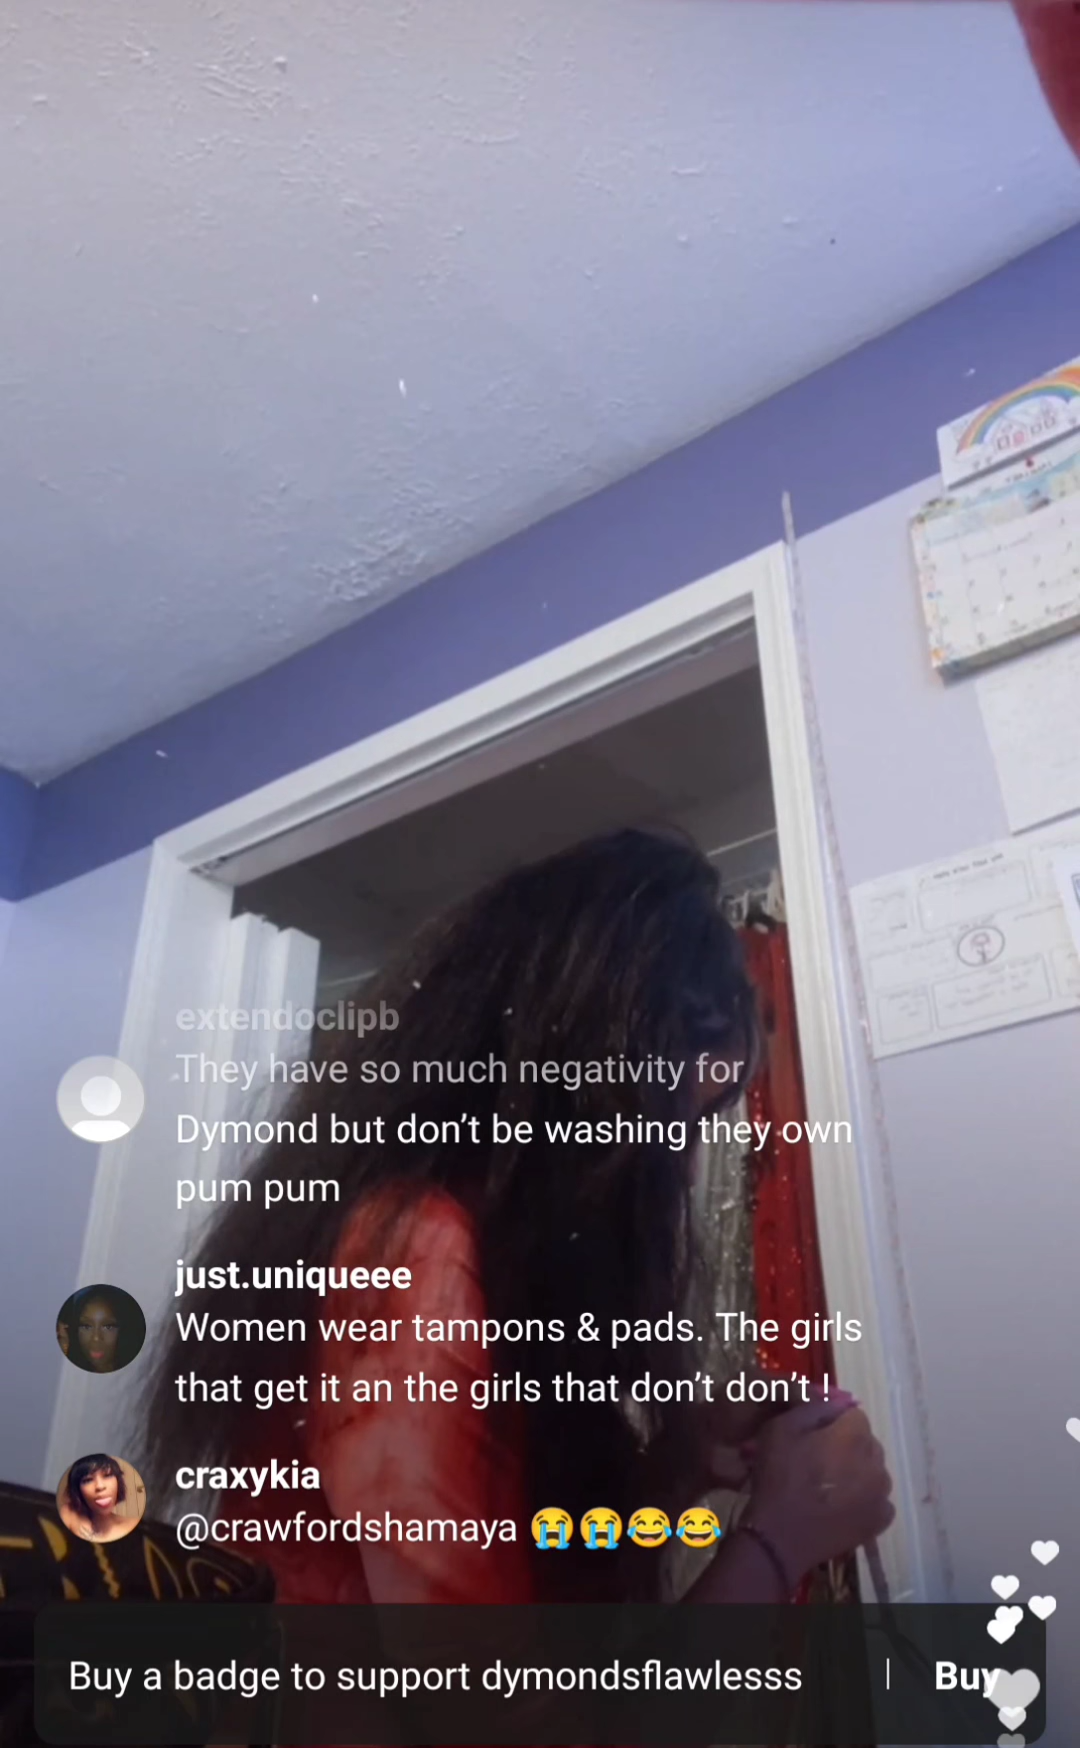 extendoclipb
They have so much negativity for
Dymond but don't be washing they own
pum pum
just.uniqueee
Women wear tampons & pads. The girls
that get it an the girls that don't don't !
craxykia
@crawfordshamaya 😭😭😂😂
Buy a badge to support dymondsflawlesss | Buy